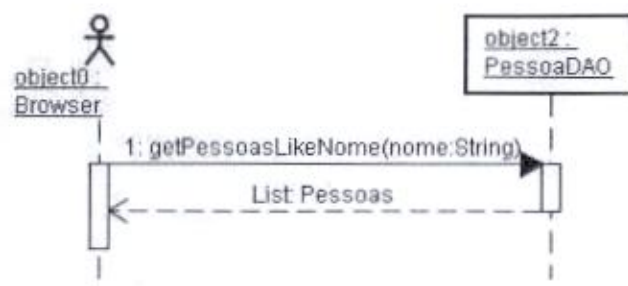 object0 :
Browser
object2 :
PessoaDAO
1: getPessoasLikeNome(nome:String)
List: Pessoas